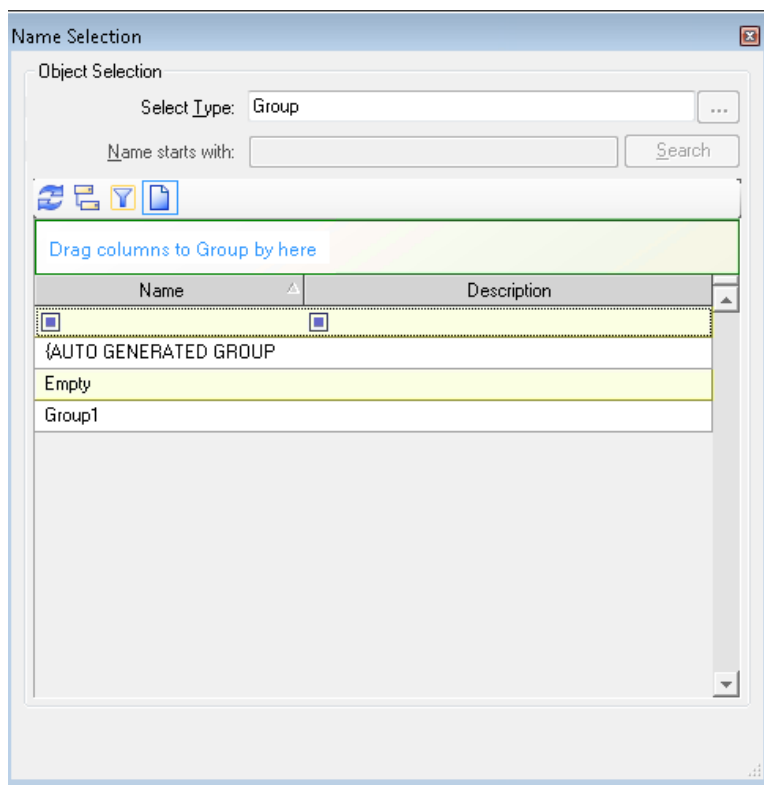 Name Selection
Object Selection
Select Type: Group ...
Name starts with: Search
Drag columns to Group by here
Name Description
{AUTO GENERATED GROUP
Empty
Group1